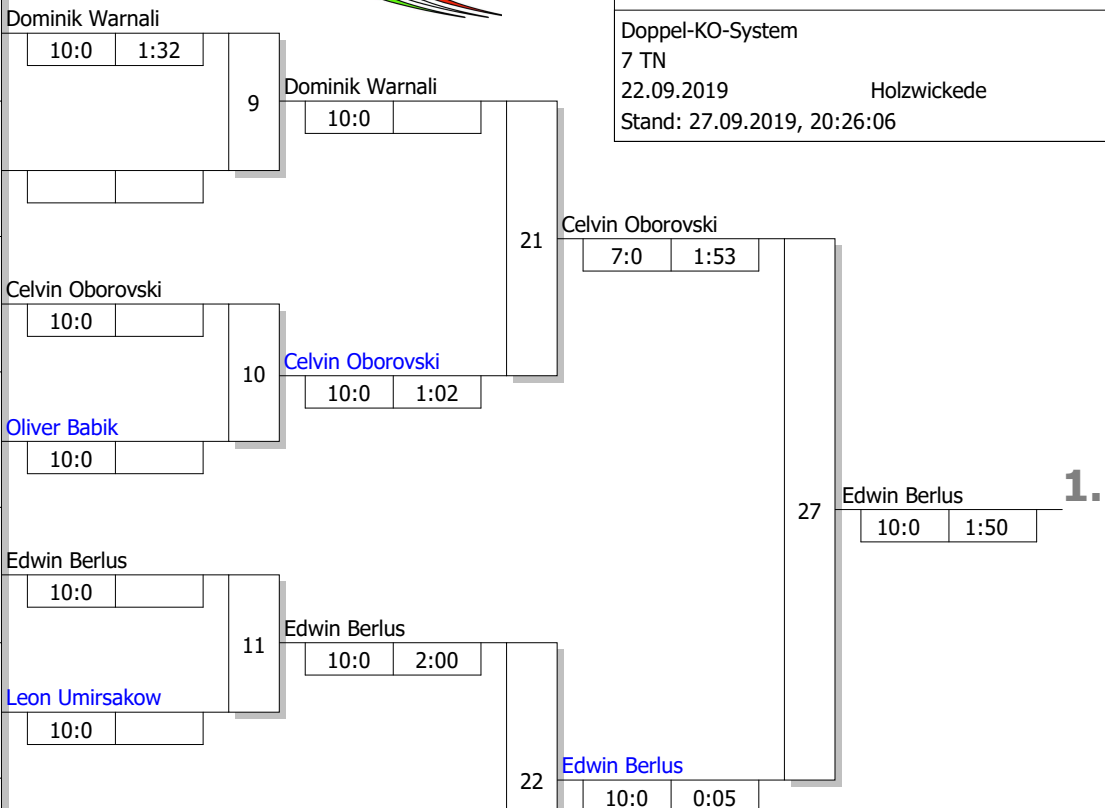 Dominik Warnali
10:0 1:32
Doppel-KO-System
7 TN
22.09.2019 Holzwickede
Stand: 27.09.2019, 20:26:06
9
Dominik Warnali
10:0
21
Celvin Oborovski
7:0 1:53
Celvin Oborovski
10:0
10
Celvin Oborovski
10:0 1:02
Oliver Babik
10:0
27
Edwin Berlus
10:0 1:50
1.
Edwin Berlus
10:0
11
Edwin Berlus
10:0 2:00
Leon Umirsakow
10:0
22
Edwin Berlus
10:0 0:05